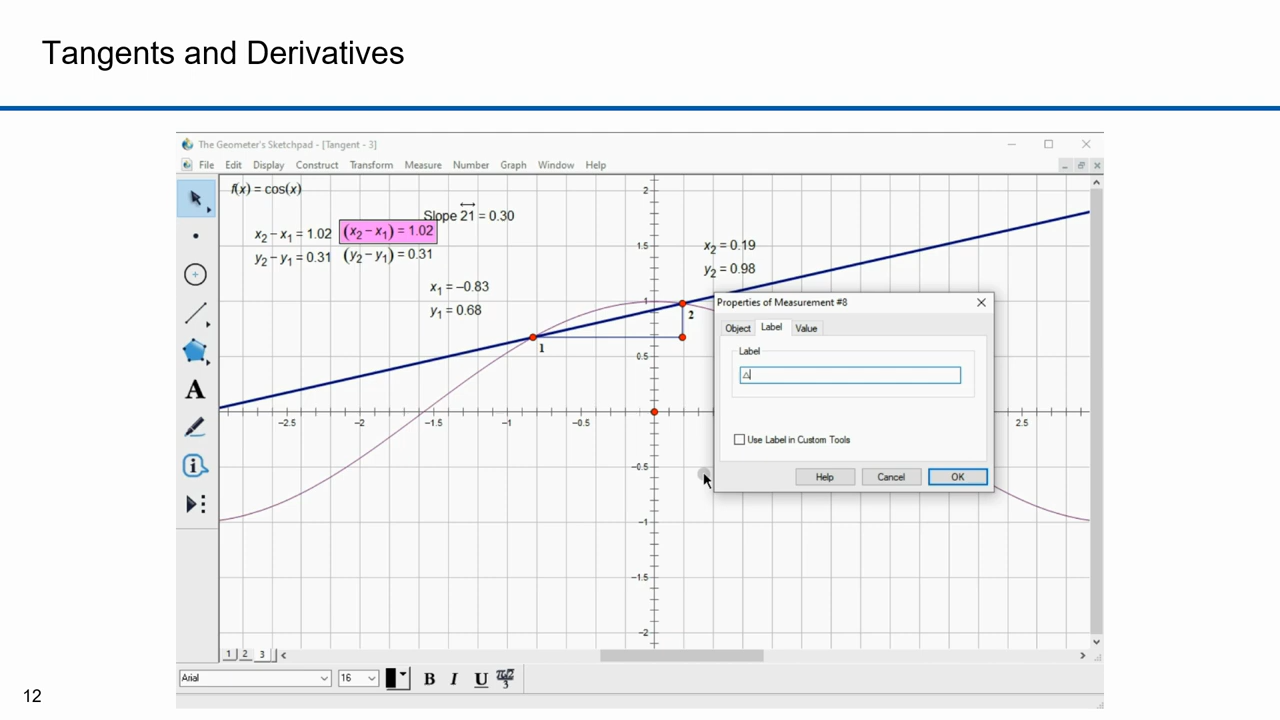 Tangents and Derivatives
The Geometer's Sketchpad - [Tangent - 3]
File Edit Display Construct Transform Measure Number Graph Window Help
f(x) = cos(x)
Slope 21 = 0.30
x₂ − x₁ = 1.02 (x₂ − x₁) = 1.02
y₂ − y₁ = 0.31 (y₂ − y₁) = 0.31
x₁ = −0.83
y₁ = 0.68
x₂ = 0.19
y₂ = 0.98
2
1.5
1
0.5
−0.5
−1
−1.5
−2
−2.5 −2 −1.5 −1 −0.5 2.5
1
2
Properties of Measurement #8
Object Label Value
Label
△
Use Label in Custom Tools
Help Cancel OK
1 2 3
Arial 16 B I U
12